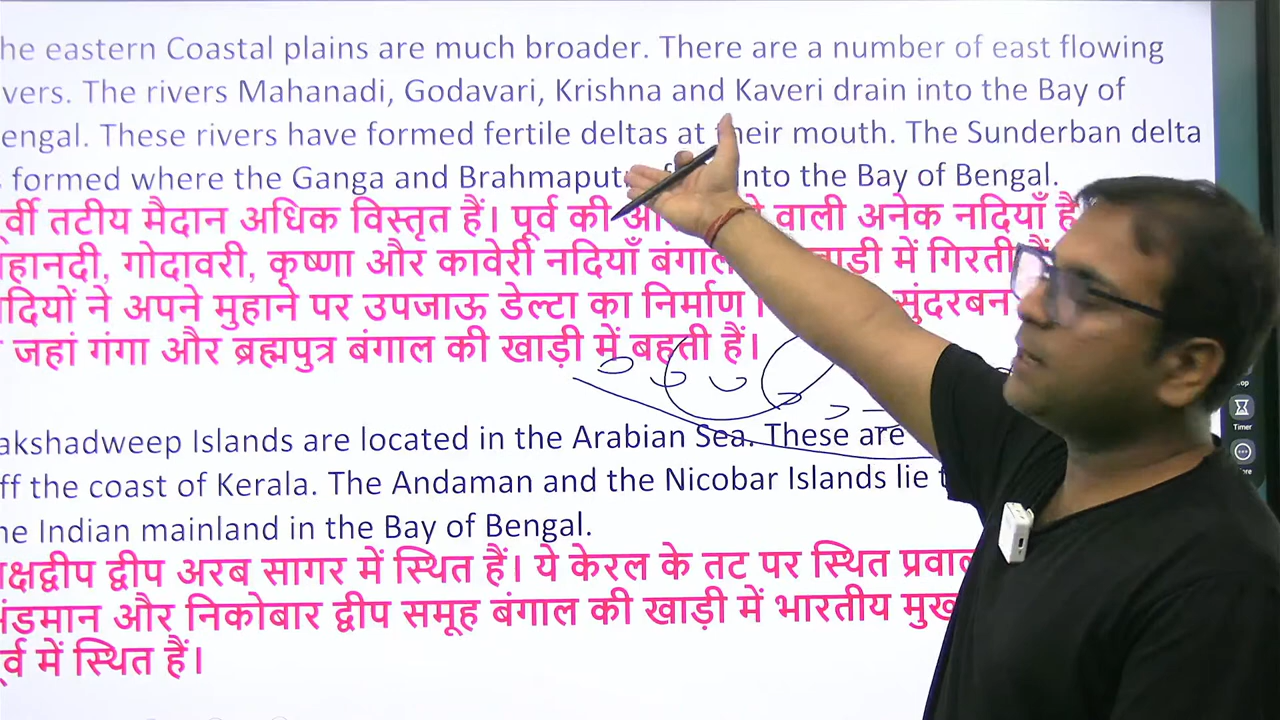 he eastern Coastal plains are much broader. There are a number of east flowing
vers. The rivers Mahanadi, Godavari, Krishna and Kaveri drain into the Bay of
engal. These rivers have formed fertile deltas at their mouth. The Sunderban delta
formed where the Ganga and Brahmaput into the Bay of Bengal.
र्वी तटीय मैदान अधिक विस्तृत हैं। पूर्व की वाली अनेक नदियाँ है
हानदी, गोदावरी, कृष्णा और कावेरी नदियाँ बंगाल में गिरती
दियों ने अपने मुहाने पर उपजाऊ डेल्टा का निर्माण सुंदरबन
जहां गंगा और ब्रह्मपुत्र बंगाल की खाड़ी में बहती हैं।
akshadweep Islands are located in the Arabian Sea. These are
ff the coast of Kerala. The Andaman and the Nicobar Islands lie
he Indian mainland in the Bay of Bengal.
क्षद्वीप द्वीप अरब सागर में स्थित हैं। ये केरल के तट पर स्थित प्रवाल
ंडमान और निकोबार द्वीप समूह बंगाल की खाड़ी में भारतीय मुख
र्व में स्थित हैं।
Timer